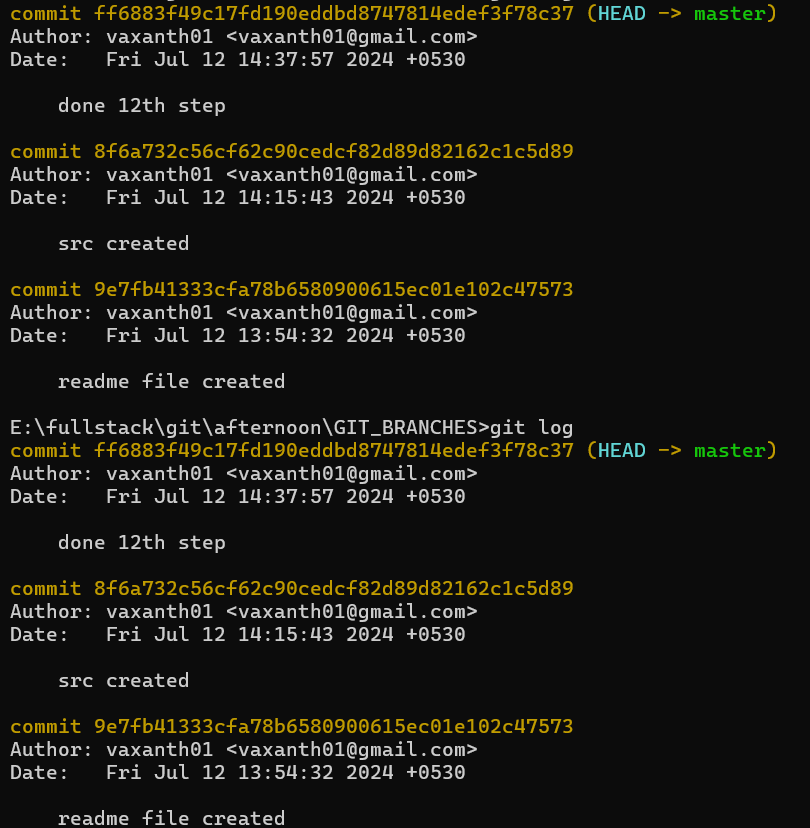 commit ff6883f49c17fd190eddbd8747814edef3f78c37 (HEAD -> master)
Author: vaxanth01 <vaxanth01@gmail.com>
Date:   Fri Jul 12 14:37:57 2024 +0530
    done 12th step
commit 8f6a732c56cf62c90cedcf82d89d82162c1c5d89
Author: vaxanth01 <vaxanth01@gmail.com>
Date:   Fri Jul 12 14:15:43 2024 +0530
    src created
commit 9e7fb41333cfa78b6580900615ec01e102c47573
Author: vaxanth01 <vaxanth01@gmail.com>
Date:   Fri Jul 12 13:54:32 2024 +0530
    readme file created
E:\fullstack\git\afternoon\GIT_BRANCHES>git log
commit ff6883f49c17fd190eddbd8747814edef3f78c37 (HEAD -> master)
Author: vaxanth01 <vaxanth01@gmail.com>
Date:   Fri Jul 12 14:37:57 2024 +0530
    done 12th step
commit 8f6a732c56cf62c90cedcf82d89d82162c1c5d89
Author: vaxanth01 <vaxanth01@gmail.com>
Date:   Fri Jul 12 14:15:43 2024 +0530
    src created
commit 9e7fb41333cfa78b6580900615ec01e102c47573
Author: vaxanth01 <vaxanth01@gmail.com>
Date:   Fri Jul 12 13:54:32 2024 +0530
    readme file created